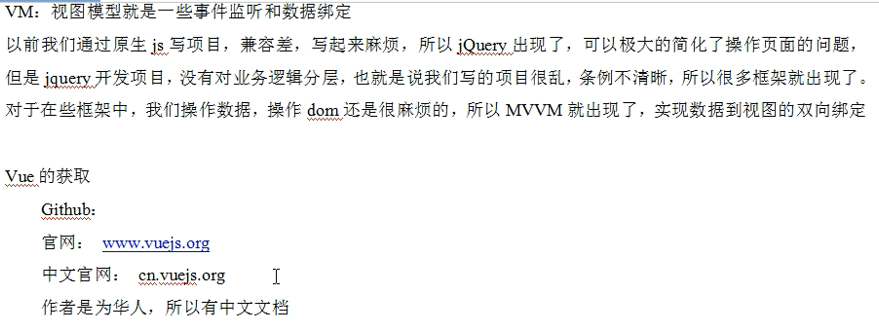 VM：视图模型就是一些事件监听和数据绑定
以前我们通过原生 js 写项目，兼容差，写起来麻烦，所以 jQuery 出现了，可以极大的简化了操作页面的问题，
但是 jquery 开发项目，没有对业务逻辑分层，也就是说我们写的项目很乱，条例不清晰，所以很多框架就出现了。
对于在些框架中，我们操作数据，操作 dom 还是很麻烦的，所以 MVVM 就出现了，实现数据到视图的双向绑定
Vue 的获取
Github：
官网： www.vuejs.org
中文官网： cn.vuejs.org
作者是为华人，所以有中文文档